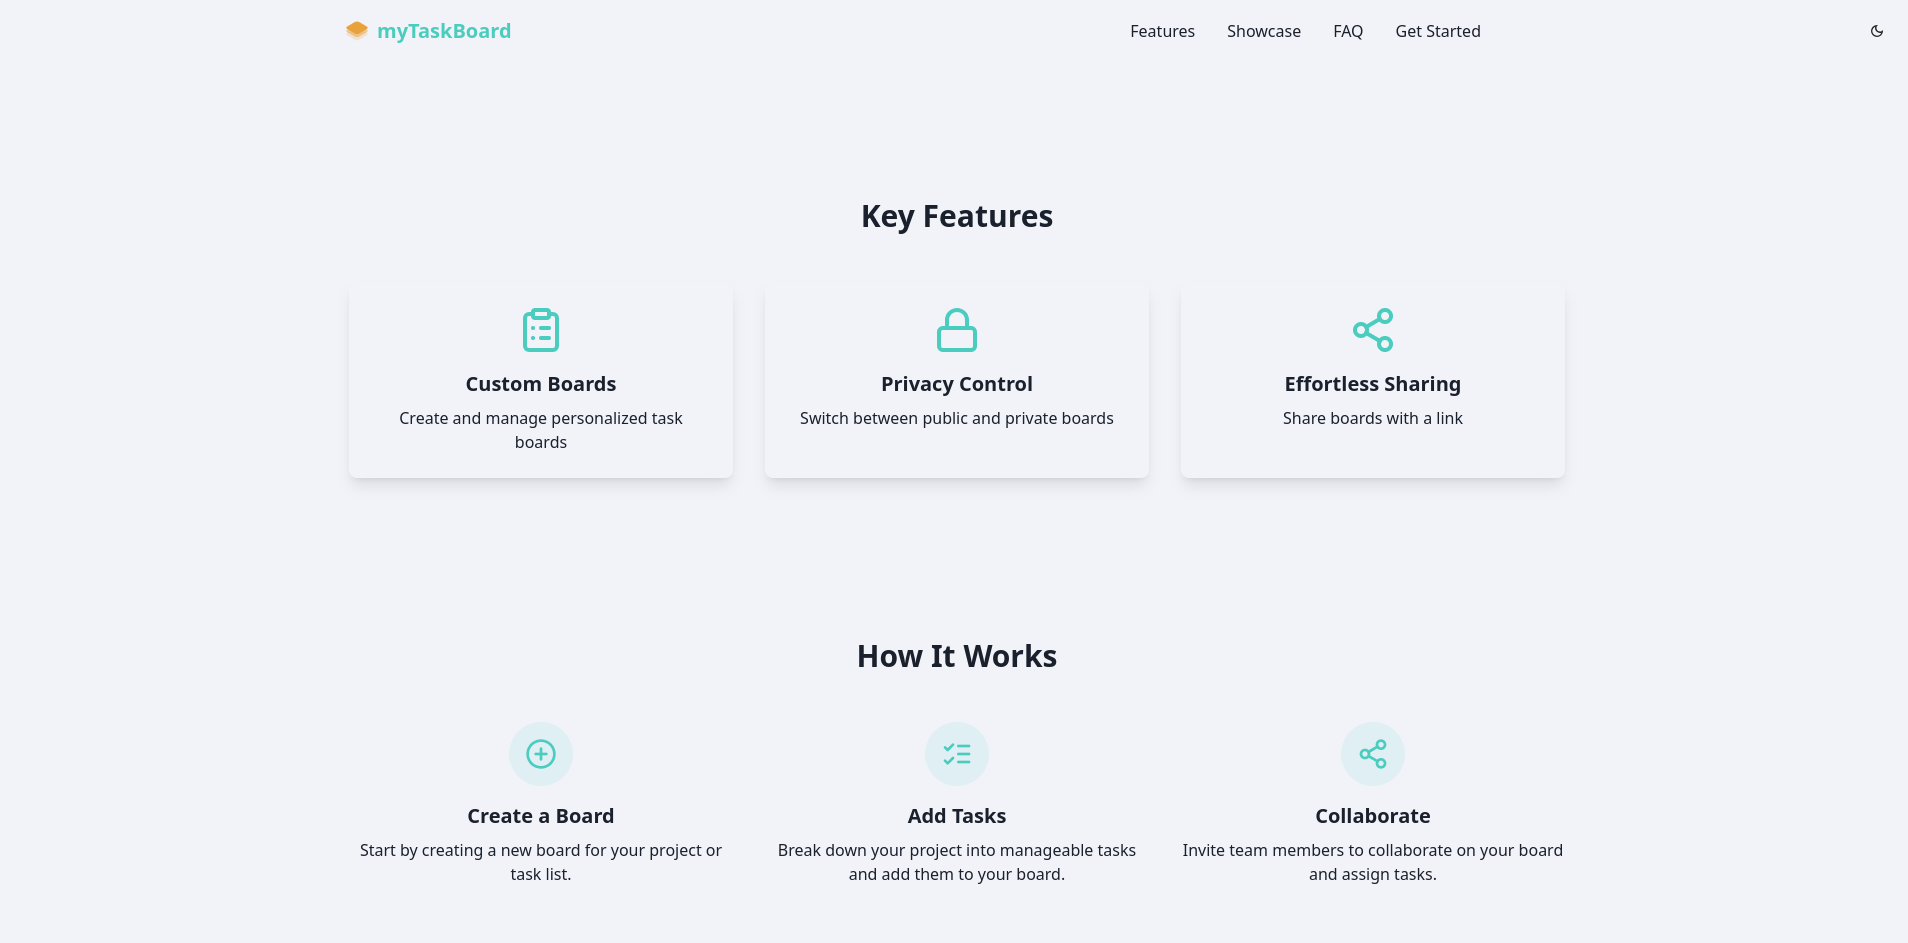 myTaskBoard
Features
Showcase
FAQ
Get Started
Key Features
Custom Boards
Create and manage personalized task
boards
Privacy Control
Switch between public and private boards
Effortless Sharing
Share boards with a link
How It Works
Create a Board
Start by creating a new board for your project or
task list.
Add Tasks
Break down your project into manageable tasks
and add them to your board.
Collaborate
Invite team members to collaborate on your board
and assign tasks.